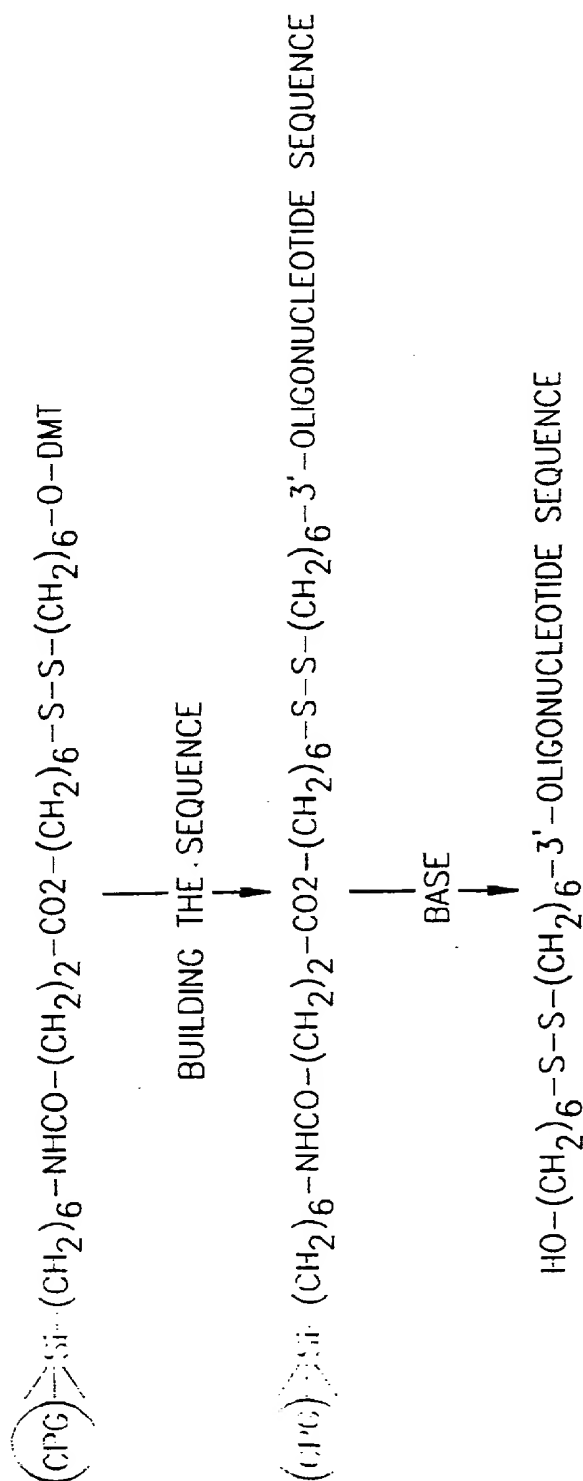 (CPG) Si-(CH2)6-NHCO-(CH2)2-CO2-(CH2)6-S-S-(CH2)6-O-DMT
BUILDING THE SEQUENCE
(CPG) Si-(CH2)6-NHCO-(CH2)2-CO2-(CH2)6-S-S-(CH2)6-3'-OLIGONUCLEOTIDE SEQUENCE
BASE
HO-(CH2)6-S-S-(CH2)6-3'-OLIGONUCLEOTIDE SEQUENCE